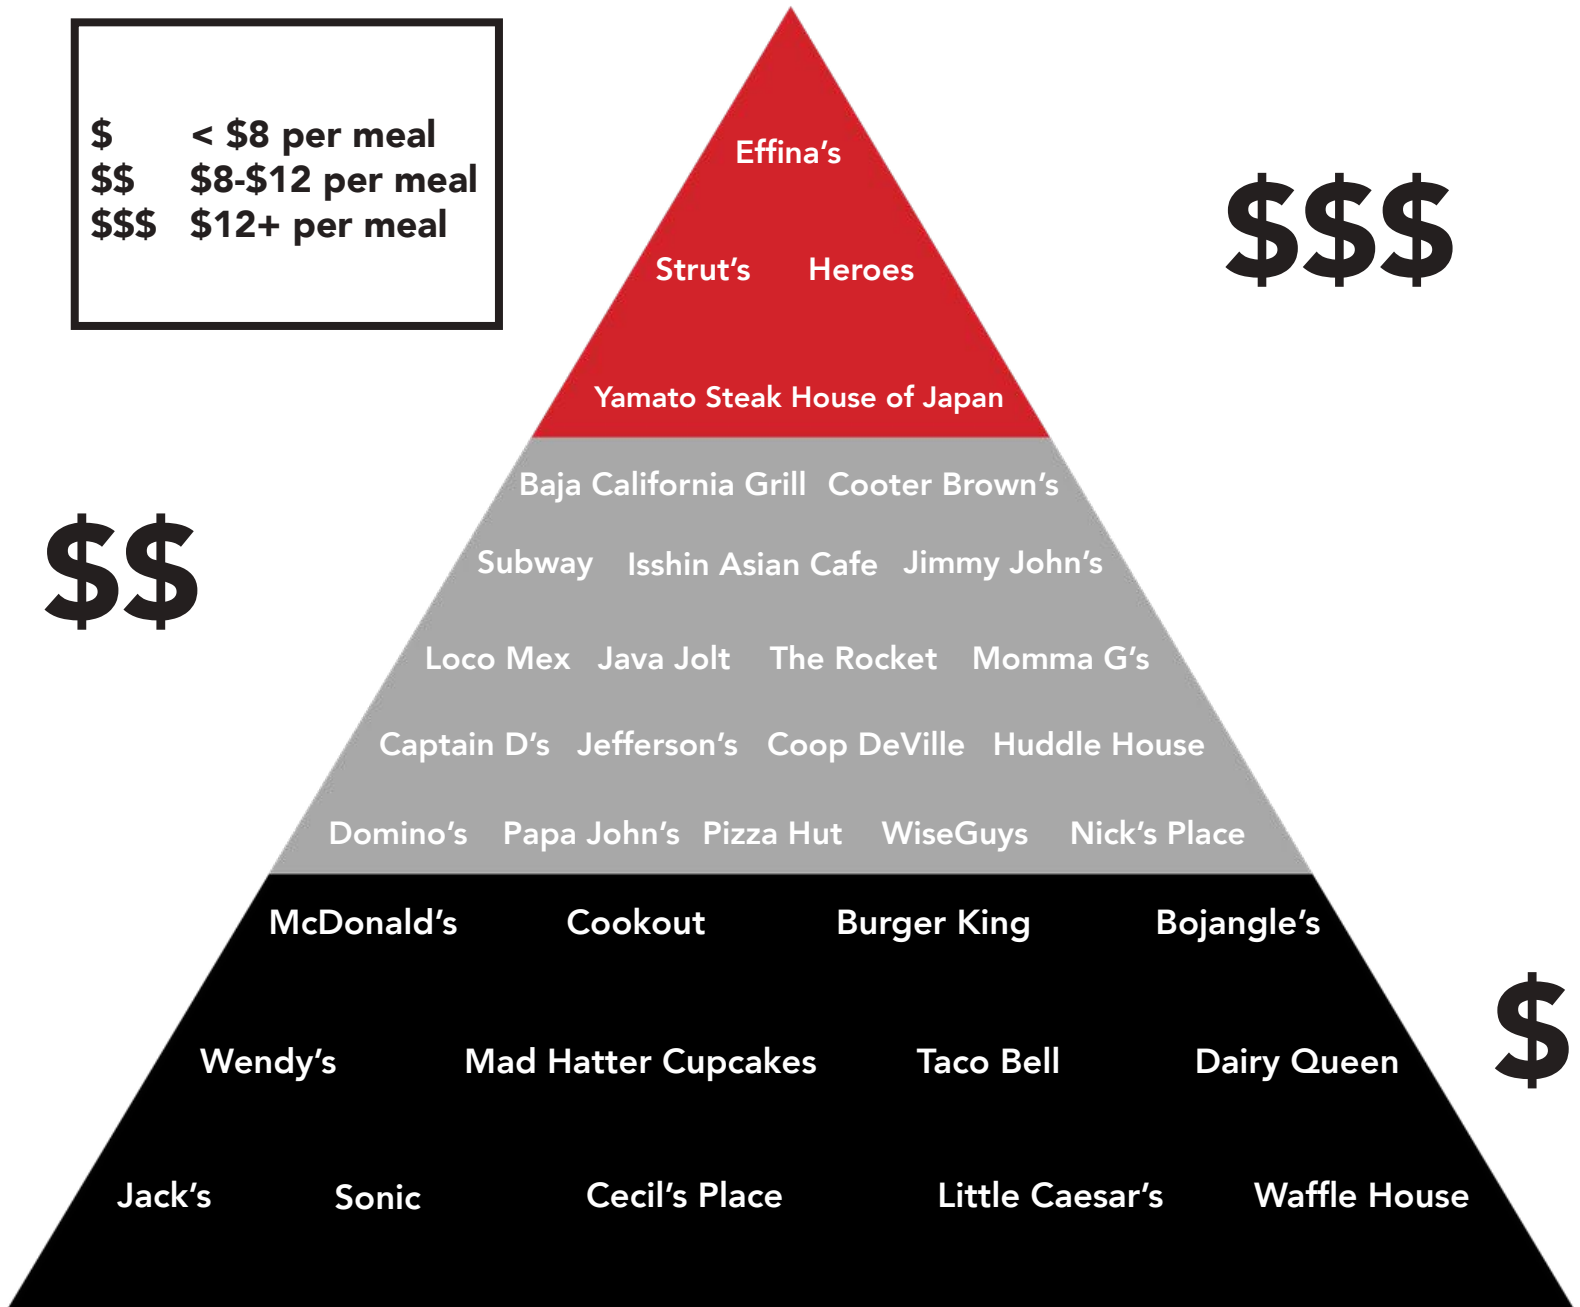 $ < $8 per meal
$$ $8-$12 per meal
$$$ $12+ per meal
Effina’s
$$$
Strut’s Heroes
Yamato Steak House of Japan
Baja California Grill Cooter Brown’s
$$
Subway Isshin Asian Cafe Jimmy John’s
Loco Mex Java Jolt The Rocket Momma G’s
Captain D’s Jefferson’s Coop DeVille Huddle House
Domino’s Papa John’s Pizza Hut WiseGuys Nick’s Place
McDonald’s Cookout Burger King Bojangle’s
$
Wendy’s Mad Hatter Cupcakes Taco Bell Dairy Queen
Jack’s Sonic Cecil’s Place Little Caesar’s Waffle House